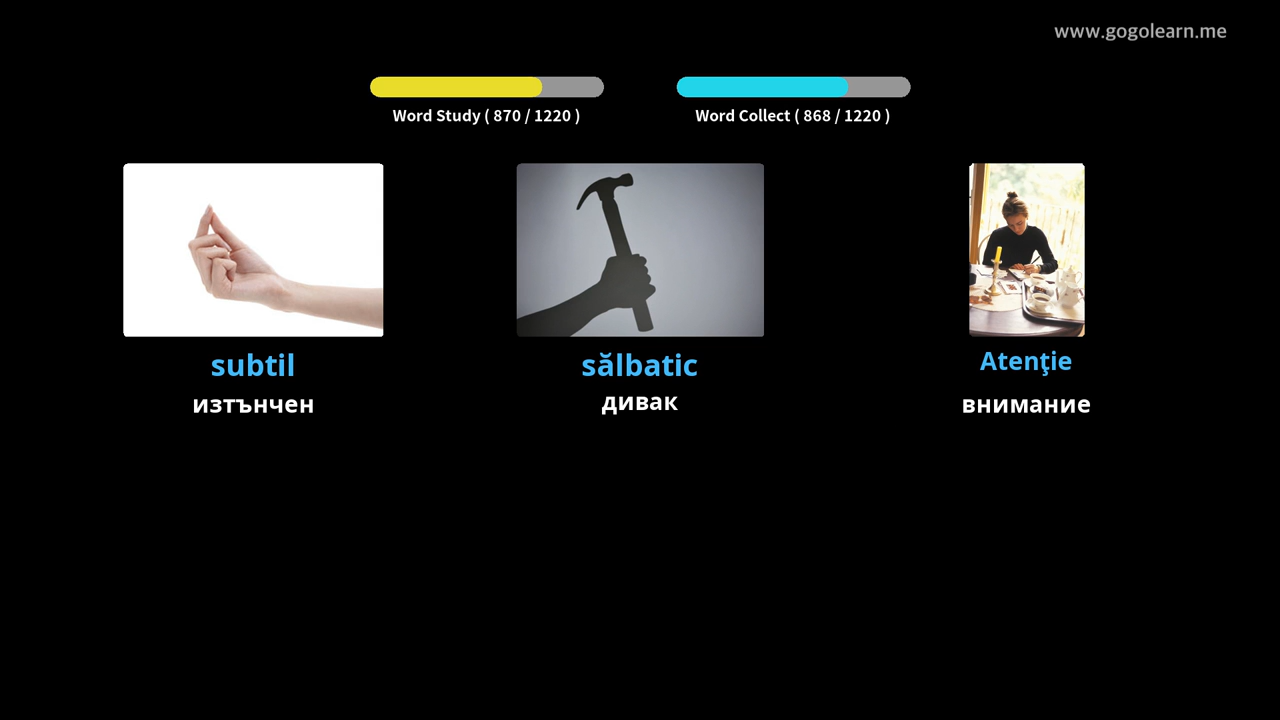 www.gogolearn.me
Word Study ( 870 / 1220 )
Word Collect ( 868 / 1220 )
subtil
sălbatic
Atenţie
изтънчен
дивак
внимание